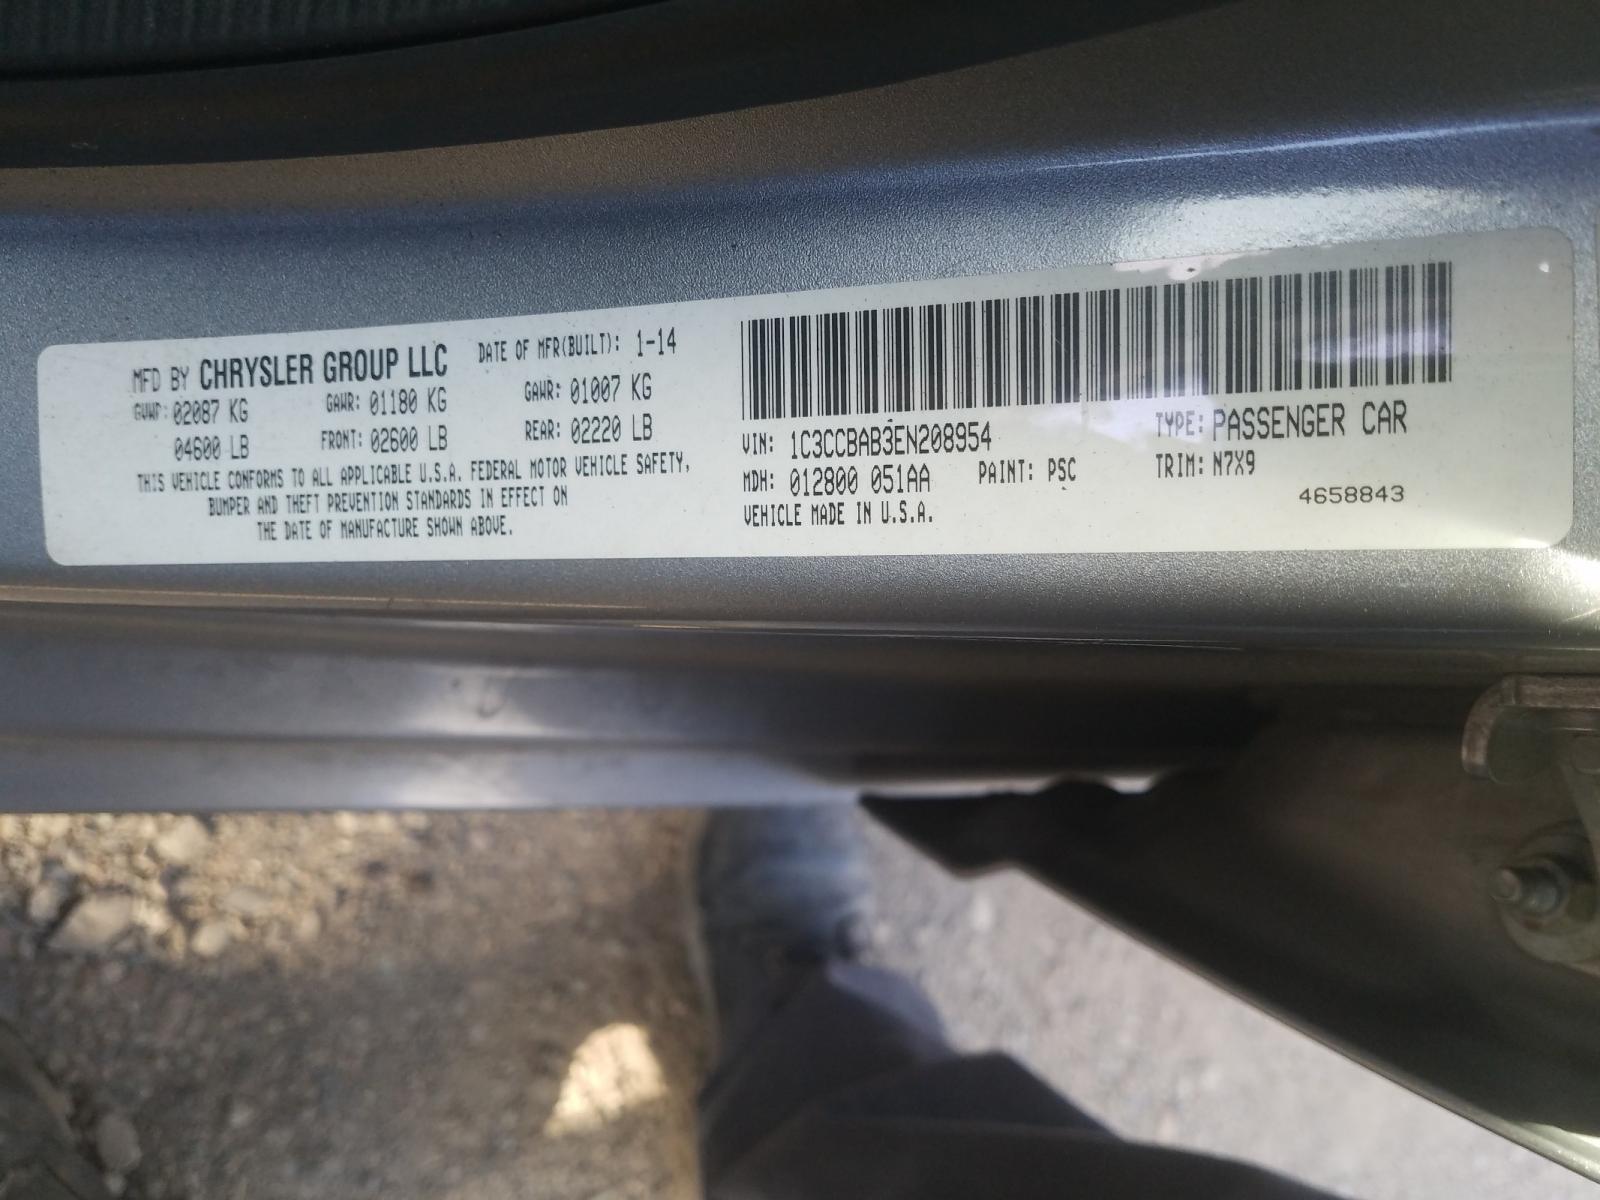 MFD BY CHRYSLER GROUP LLC DATE OF MFR(BUILT): 1-14
GVWR: 02087 KG GAWR: 01180 KG GAWR: 01007 KG
04600 LB FRONT: 02600 LB REAR: 02220 LB
THIS VEHICLE CONFORMS TO ALL APPLICABLE U.S.A. FEDERAL MOTOR VEHICLE SAFETY,
BUMPER AND THEFT PREVENTION STANDARDS IN EFFECT ON
THE DATE OF MANUFACTURE SHOWN ABOVE.
VIN: 1C3CCBAB3EN208954 TYPE: PASSENGER CAR
MDH: 012800 051AA PAINT: PSC TRIM: N7X9
VEHICLE MADE IN U.S.A. 4658843